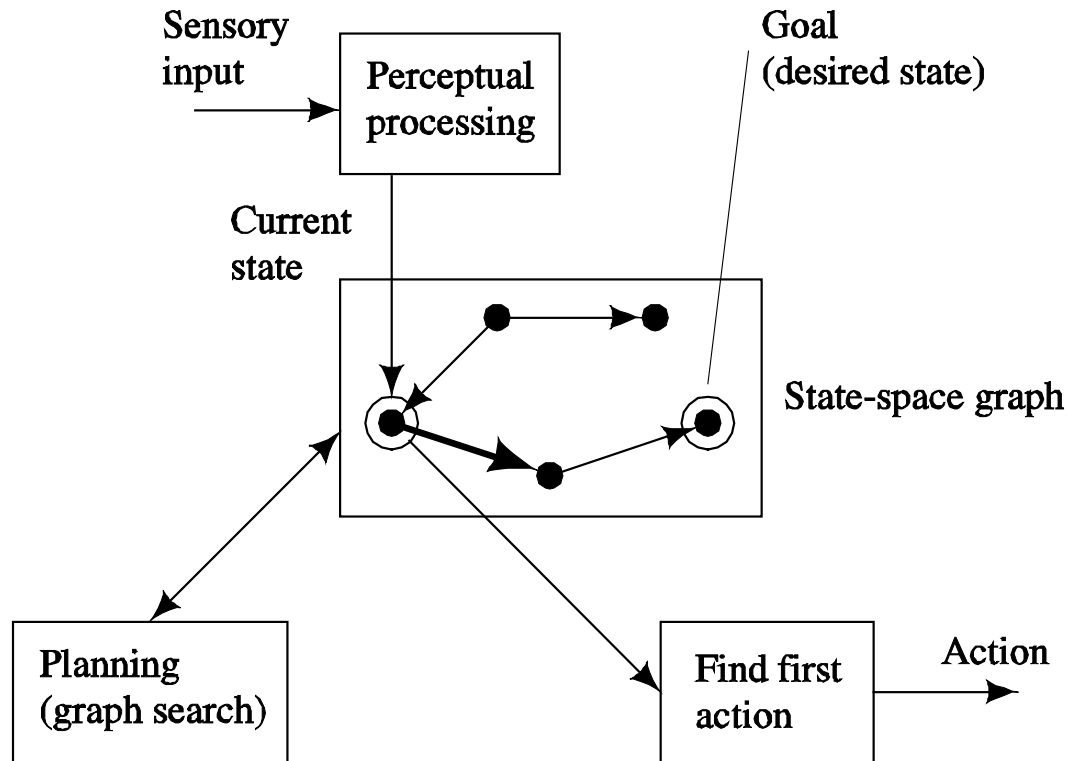 Sensory
input
Perceptual
processing
Goal
(desired state)
Current
state
State-space graph
Planning
(graph search)
Find first
action
Action